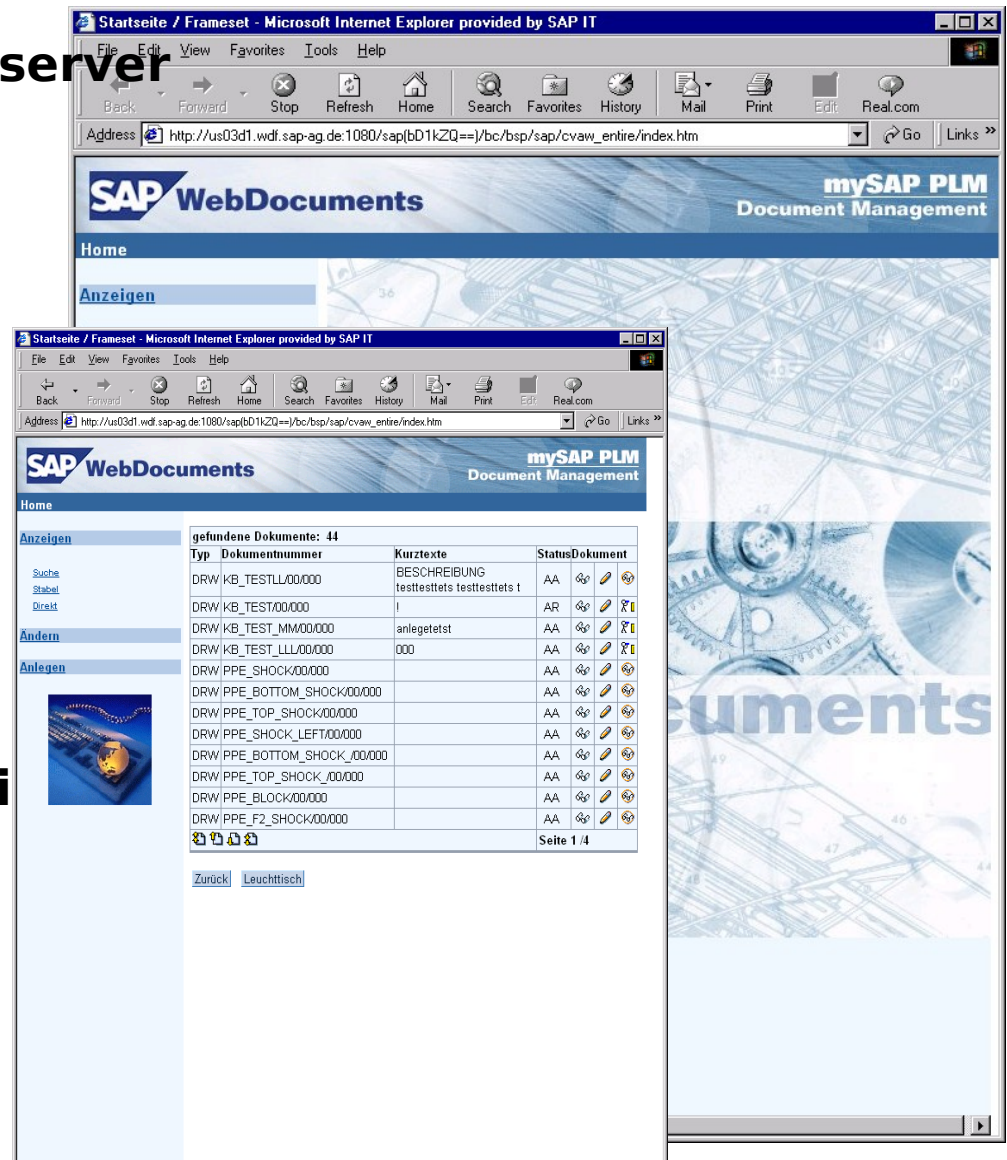 Startseite / Frameset - Microsoft Internet Explorer provided by SAP IT
File Edit View Favorites Tools Help
server
Back Forward Stop Refresh Home Search Favorites History Mail Print Edit Real.com
Address http://us03d1.wdf.sap-ag.de:1080/sap(bD1kZQ==)/bc/bsp/sap/cvaw_entire/index.htm Go Links »
SAP WebDocuments mySAP PLM
Document Management
Home
Anzeigen
36
Startseite / Frameset - Microsoft Internet Explorer provided by SAP IT
File Edit View Favorites Tools Help
Back Forward Stop Refresh Home Search Favorites History Mail Print Edit Real.com
Address http://us03d1.wdf.sap-ag.de:1080/sap(bD1kZQ==)/bc/bsp/sap/cvaw_entire/index.htm Go Links »
SAP WebDocuments mySAP PLM
Document Management
Home
Anzeigen
Suche
Stabel
Direkt
Ändern
Anlegen
gefundene Dokumente: 44
Typ Dokumentnummer Kurztexte Status Dokument
DRW KB_TESTLL/00/000 BESCHREIBUNG
testtesttets testtesttets t AA
DRW KB_TEST/00/000 ! AR
DRW KB_TEST_MM/00/000 anlegetetst AA
DRW KB_TEST_LLL/00/000 000 AA
DRW PPE_SHOCK/00/000 AA
DRW PPE_BOTTOM_SHOCK/00/000 AA
DRW PPE_TOP_SHOCK/00/000 AA
DRW PPE_SHOCK_LEFT/00/000 AA
DRW PPE_BOTTOM_SHOCK_/00/000 AA
DRW PPE_TOP_SHOCK_/00/000 AA
DRW PPE_BLOCK/00/000 AA
DRW PPE_F2_SHOCK/00/000 AA
Seite 1 /4
Zurück Leuchttisch
i
uments
49
46
47